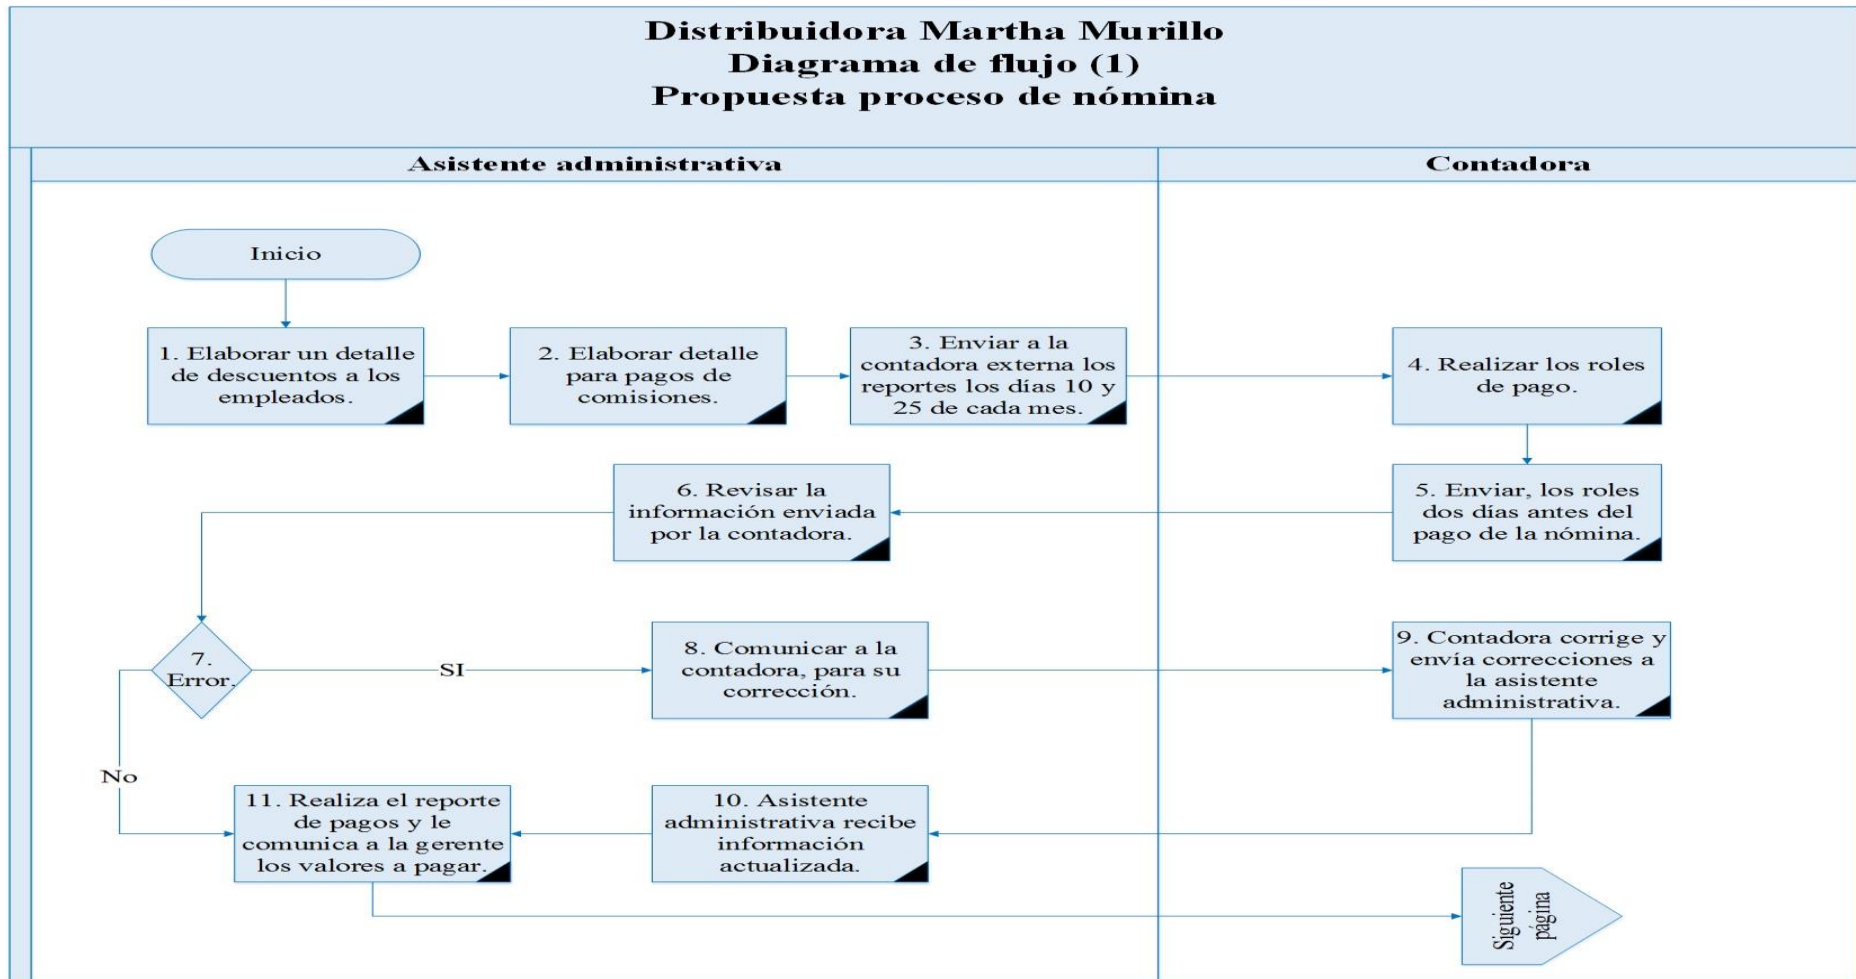 Distribuidora Martha Murillo
Diagrama de flujo (1)
Propuesta proceso de nómina
Asistente administrativa
Contadora
Inicio
1. Elaborar un detalle
de descuentos a los
empleados.
2. Elaborar detalle
para pagos de
comisiones.
3. Enviar a la
contadora externa los
reportes los días 10 y
25 de cada mes.
4. Realizar los roles
de pago.
5. Enviar, los roles
dos días antes del
pago de la nómina.
6. Revisar la
información enviada
por la contadora.
7.
Error.
SI
8. Comunicar a la
contadora, para su
corrección.
9. Contadora corrige y
envía correcciones a
la asistente
administrativa.
10. Asistente
administrativa recibe
información
actualizada.
No
11. Realiza el reporte
de pagos y le
comunica a la gerente
los valores a pagar.
Siguiente
página